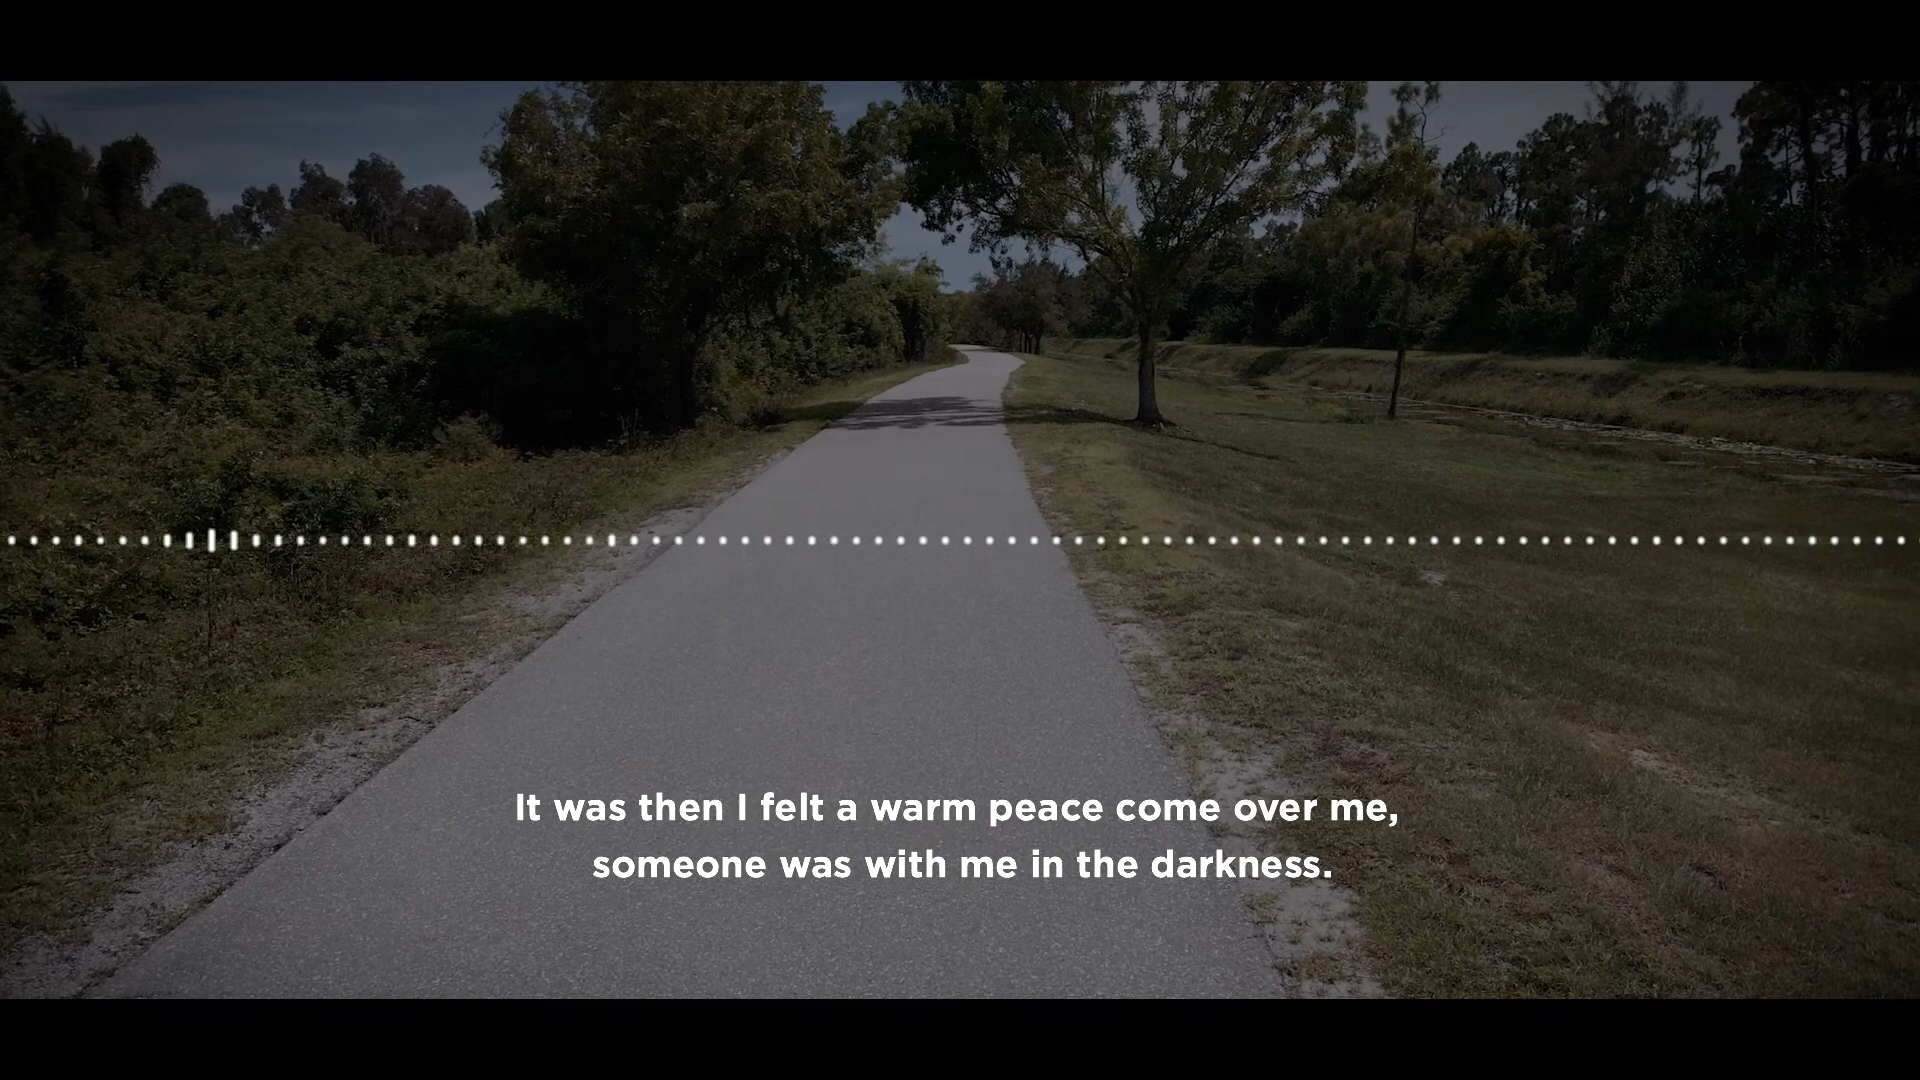 It was then I felt a warm peace come over me,
someone was with me in the darkness.